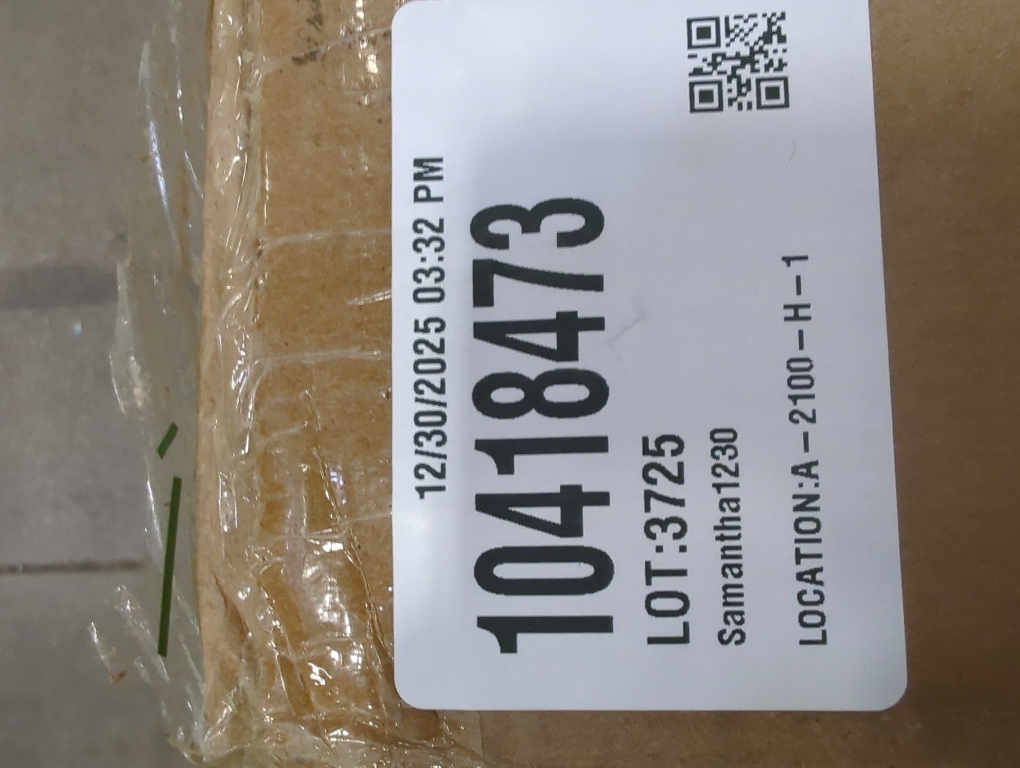 12/30/2025 03:32 PM
10418473
LOT:3725
Samantha1230
LOCATION:A-2100-H-1